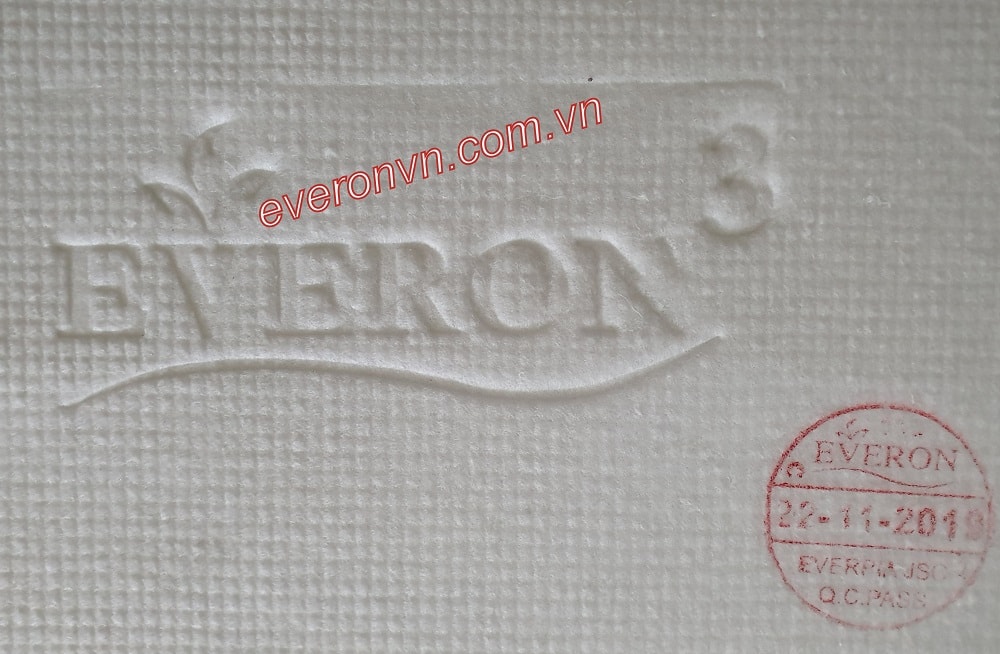 everonvn.com.vn
3
EVERON
EVERON
22-11-2019
EVERPIA JSC
Q.C.PASS